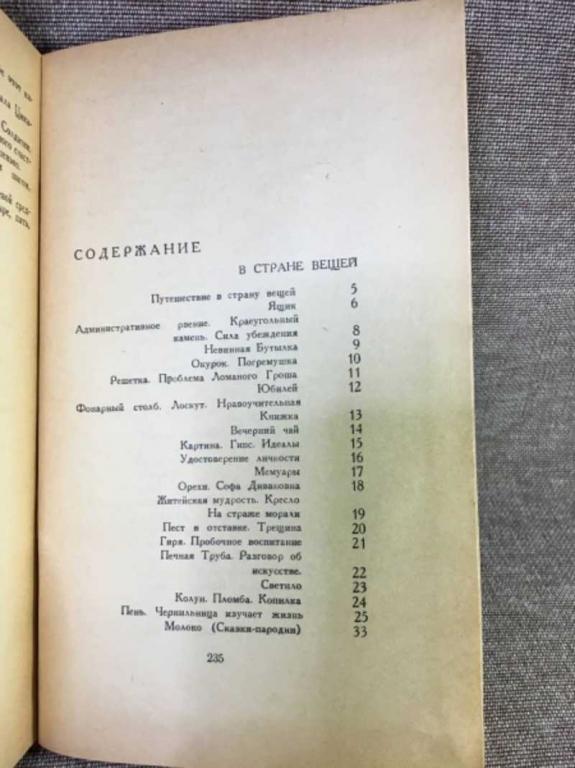 СОДЕРЖАНИЕ
В СТРАНЕ ВЕЩЕЙ
Путешествие в страну вещей 5
Ящик 6
Административное рвение. Краеугольный
камень. Сила убеждения 8
Невинная Бутылка 9
Окурок. Погремушка 10
Решетка. Проблема Ломаного Гроша 11
Юбилей 12
Фонарный столб. Лоскут. Нравоучительная
Книжка 13
Вечерний чай 14
Картина. Гипс. Идеалы 15
Удостоверение личности 16
Мемуары 17
Орехи. Софа Дивановна 18
Житейская мудрость. Кресло
На страже морали 19
Пест в отставке. Трещина 20
Гиря. Пробочное воспитание 21
Печная Труба. Разговор об
искусстве. 22
Светило 23
Колун. Пломба. Копилка 24
Пень. Чернильница изучает жизнь 25
Молоко (Сказки-пародии) 33
235